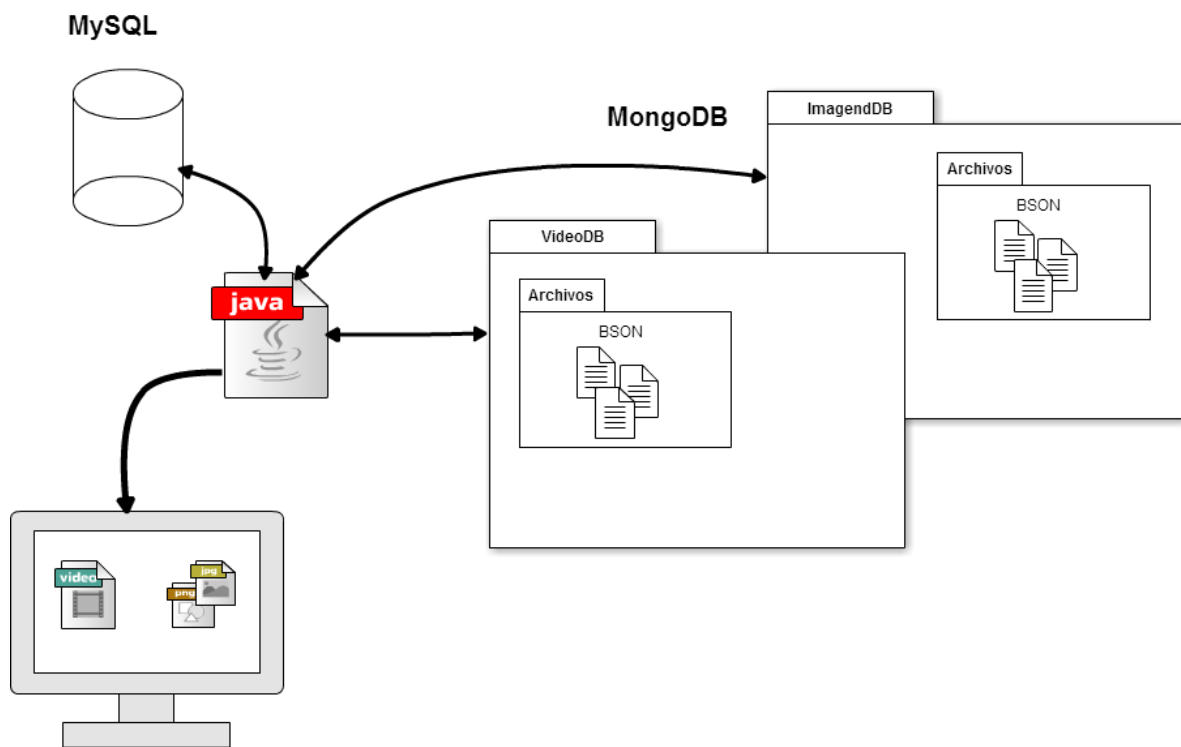 MySQL
MongoDB
ImagendDB
Archivos
BSON
VideoDB
Archivos
BSON
java
video
jpg
png